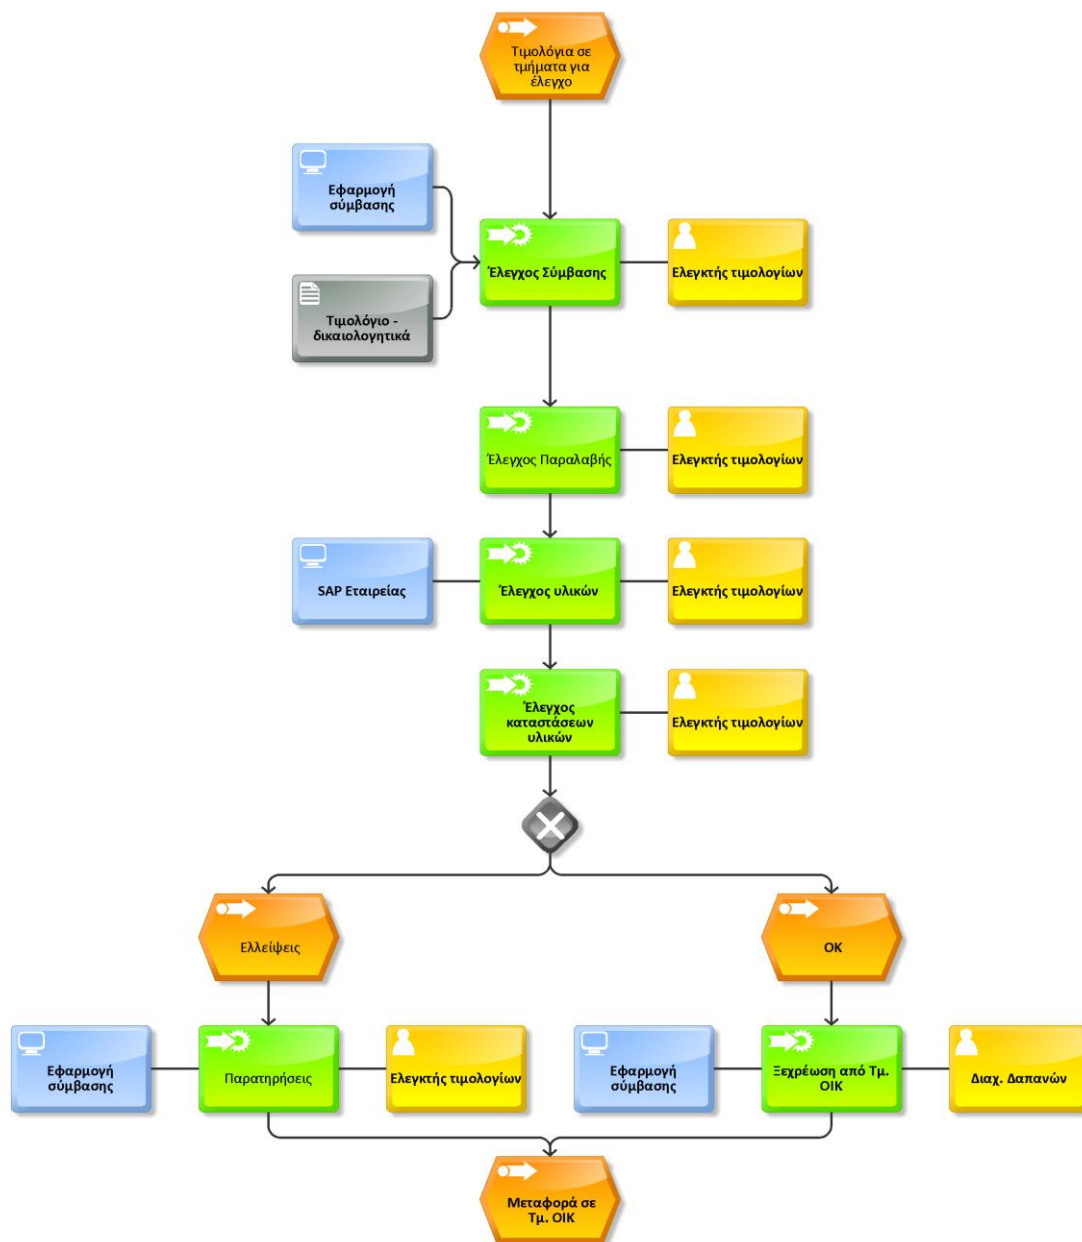 Τιμολόγια σε
τμήματα για
έλεγχο
Εφαρμογή
σύμβασης
Έλεγχος Σύμβασης
Ελεγκτής τιμολογίων
Τιμολόγιο -
δικαιολογητικά
Έλεγχος Παραλαβής
Ελεγκτής τιμολογίων
SAP Εταιρείας
Έλεγχος υλικών
Ελεγκτής τιμολογίων
Έλεγχος
καταστάσεων
υλικών
Ελεγκτής τιμολογίων
Ελλείψεις
OK
Εφαρμογή
σύμβασης
Παρατηρήσεις
Ελεγκτής τιμολογίων
Εφαρμογή
σύμβασης
Ξεχρέωση από Τμ.
ΟΙΚ
Διαχ. Δαπανών
Μεταφορά σε
Τμ. ΟΙΚ